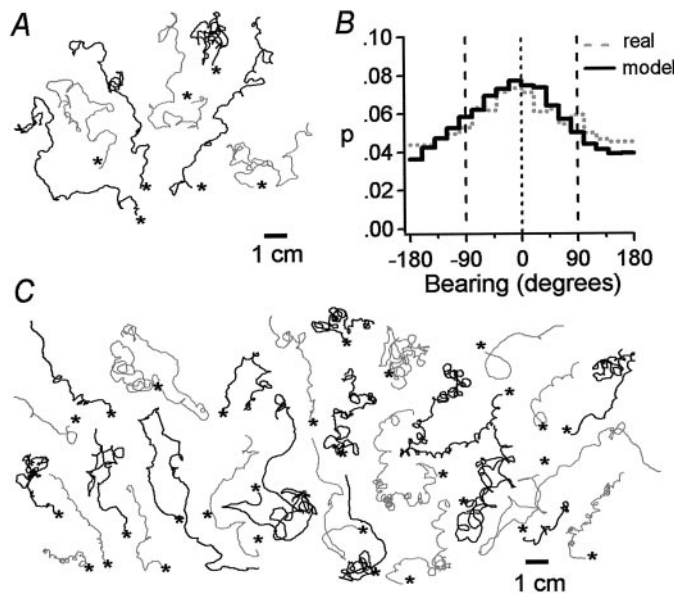 A
B
.10
.08
.06
p
.04
.02
.00
real
model
-180 -90 0 90 180
Bearing (degrees)
1 cm
C
1 cm